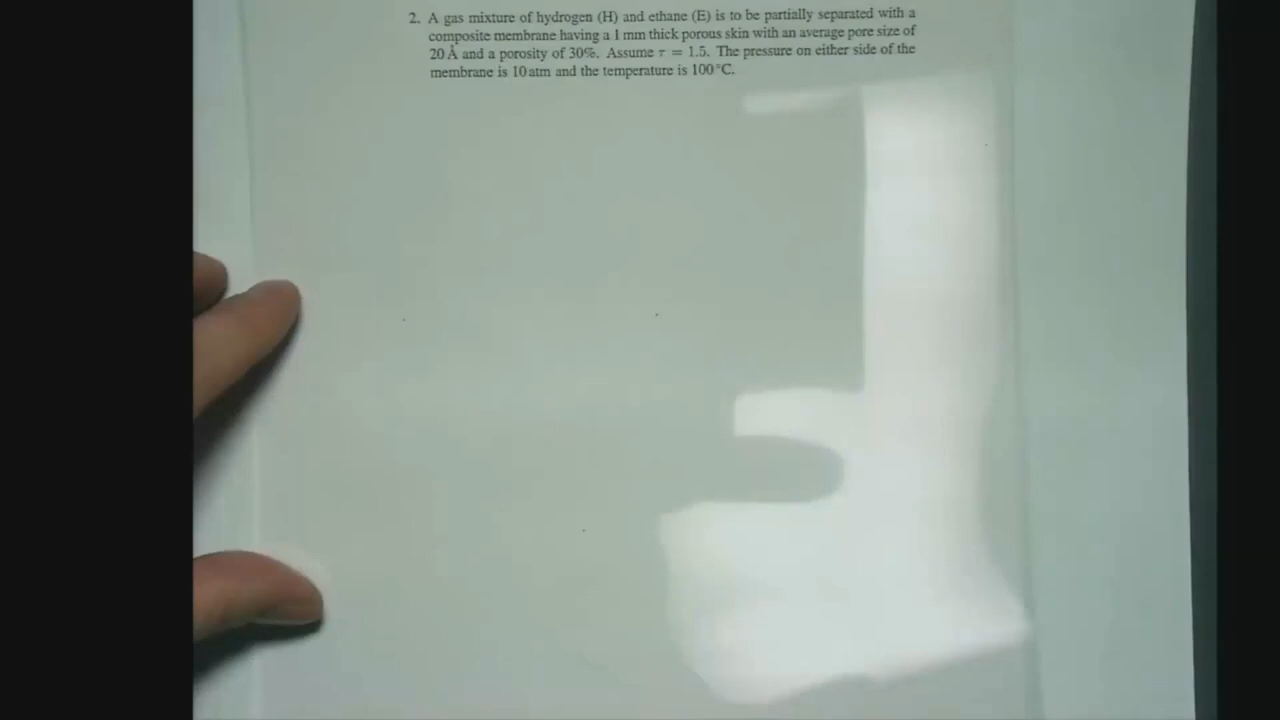 2. A gas mixture of hydrogen (H) and ethane (E) is to be partially separated with a
composite membrane having a 1 mm thick porous skin with an average pore size of
20 Å and a porosity of 30%. Assume τ = 1.5. The pressure on either side of the
membrane is 10 atm and the temperature is 100 °C.